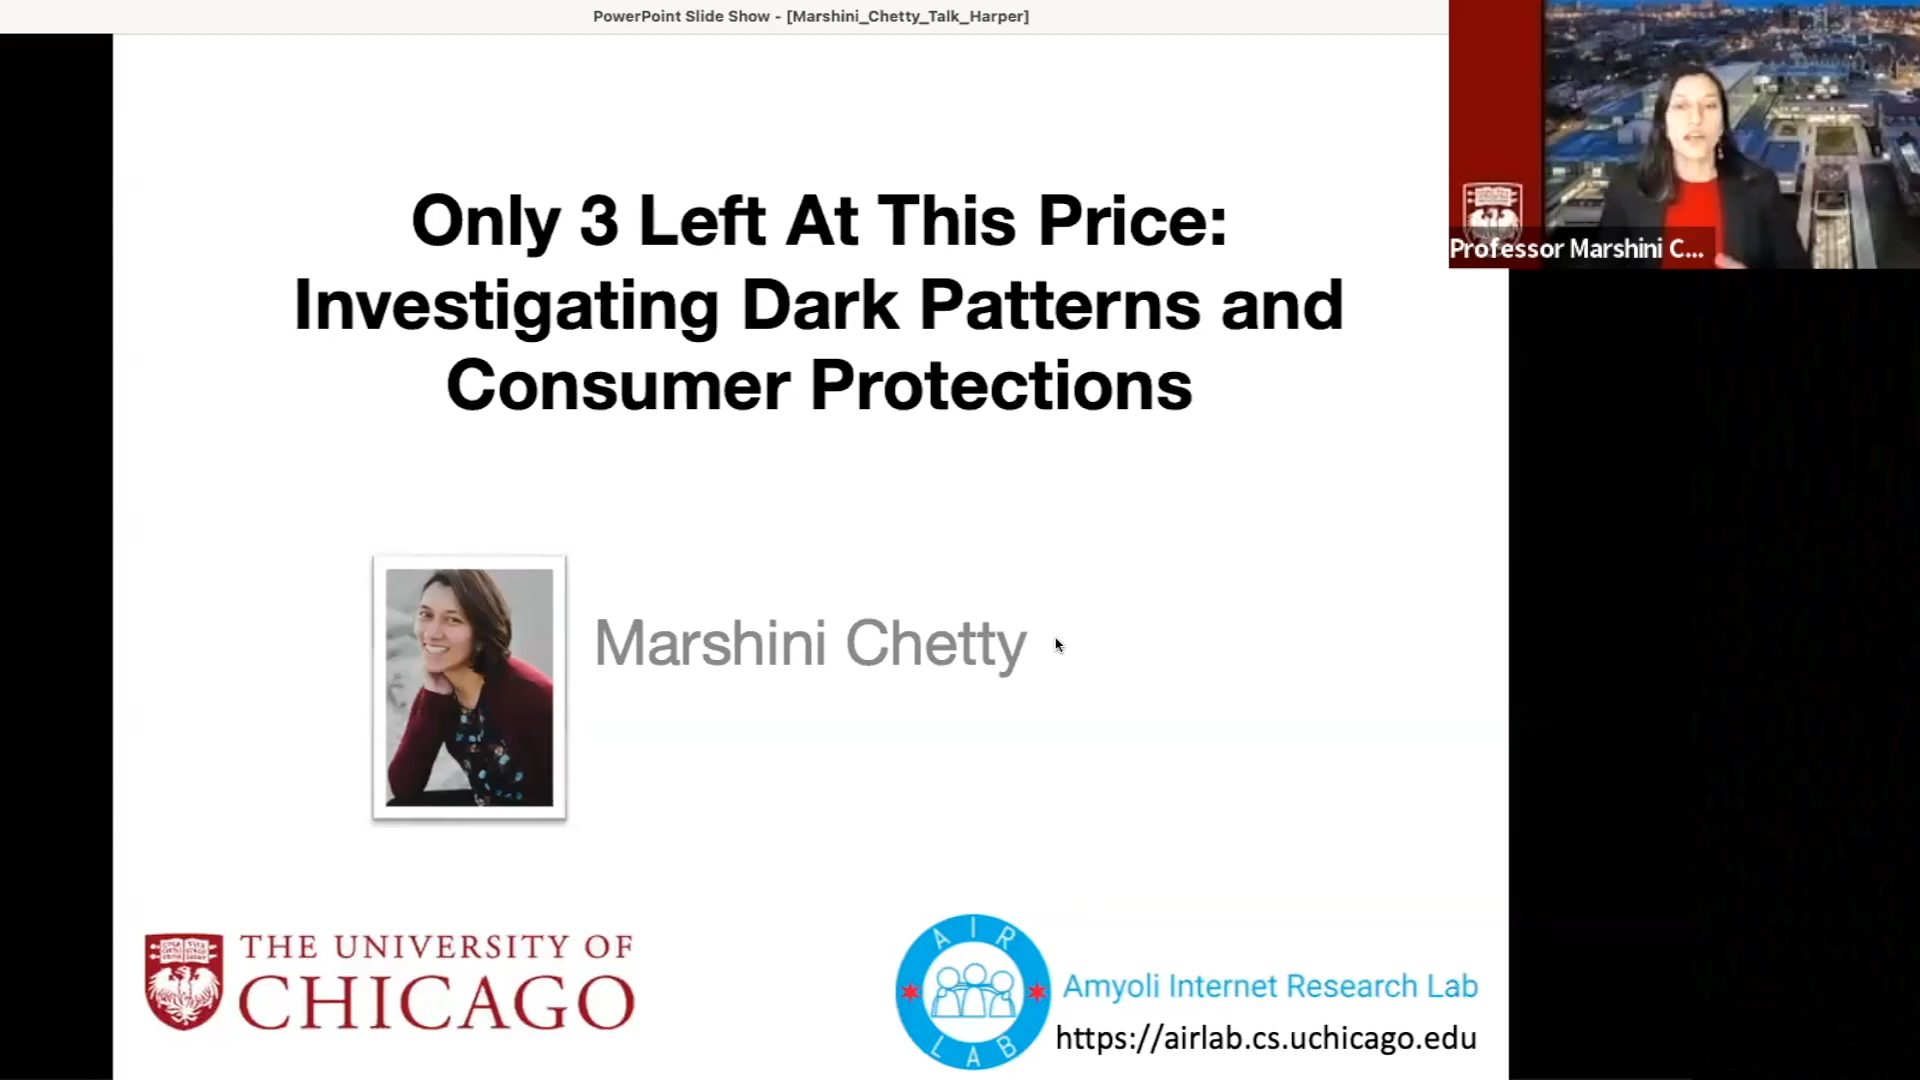 PowerPoint Slide Show - [Marshini_Chetty_Talk_Harper]
Professor Marshini C...
Only 3 Left At This Price:
Investigating Dark Patterns and
Consumer Protections
Marshini Chetty
THE UNIVERSITY OF
CHICAGO
AIR
LAB
Amyoli Internet Research Lab
https://airlab.cs.uchicago.edu